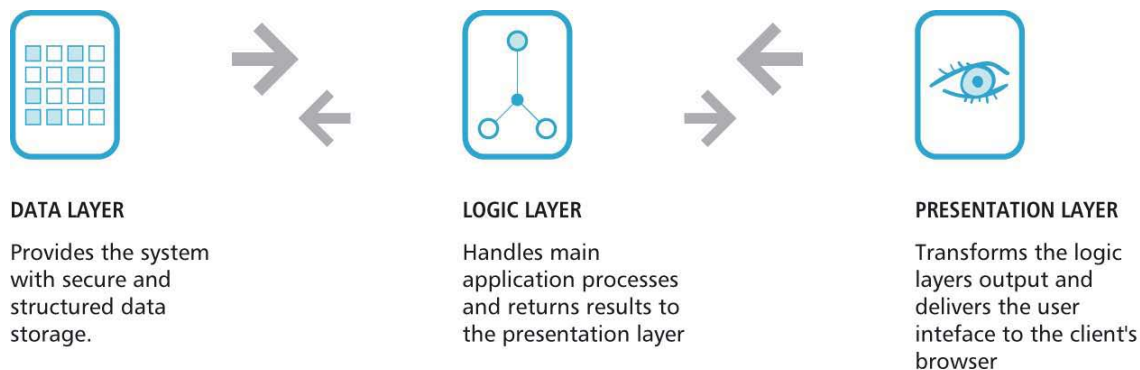 DATA LAYER
Provides the system
with secure and
structured data
storage.
LOGIC LAYER
Handles main
application processes
and returns results to
the presentation layer
PRESENTATION LAYER
Transforms the logic
layers output and
delivers the user
inteface to the client's
browser